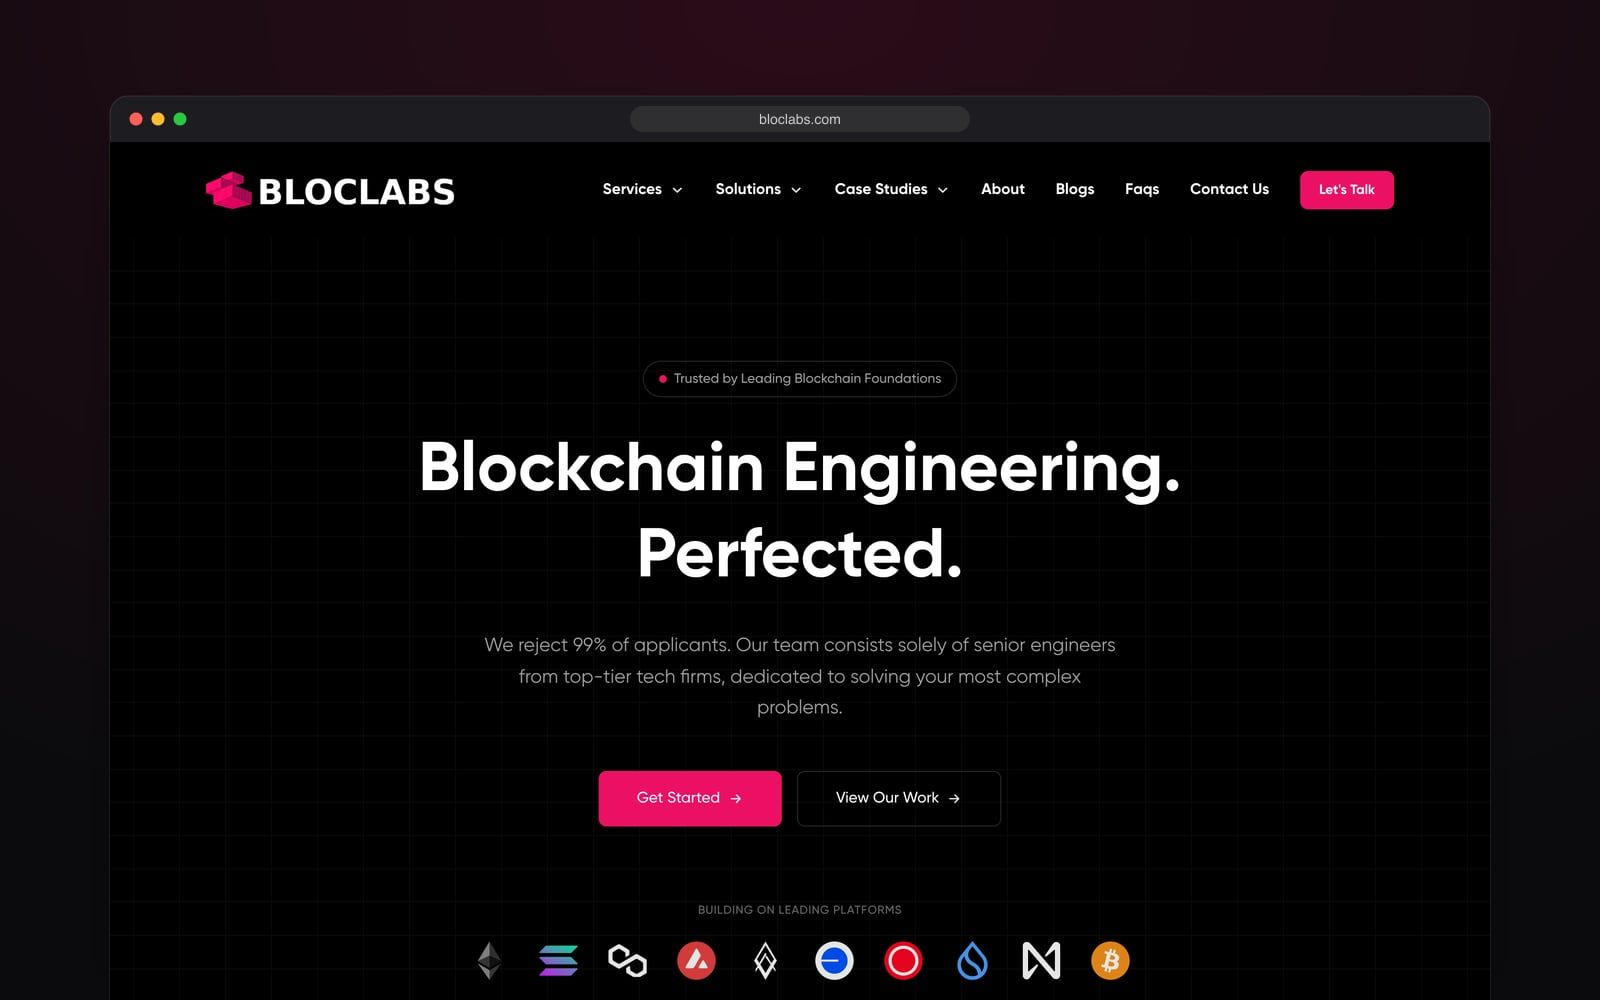 bloclabs.com
BLOCLABS
Services Solutions Case Studies About Blogs Faqs Contact Us Let's Talk
Trusted by Leading Blockchain Foundations
Blockchain Engineering.
Perfected.
We reject 99% of applicants. Our team consists solely of senior engineers
from top-tier tech firms, dedicated to solving your most complex
problems.
Get Started → View Our Work →
BUILDING ON LEADING PLATFORMS